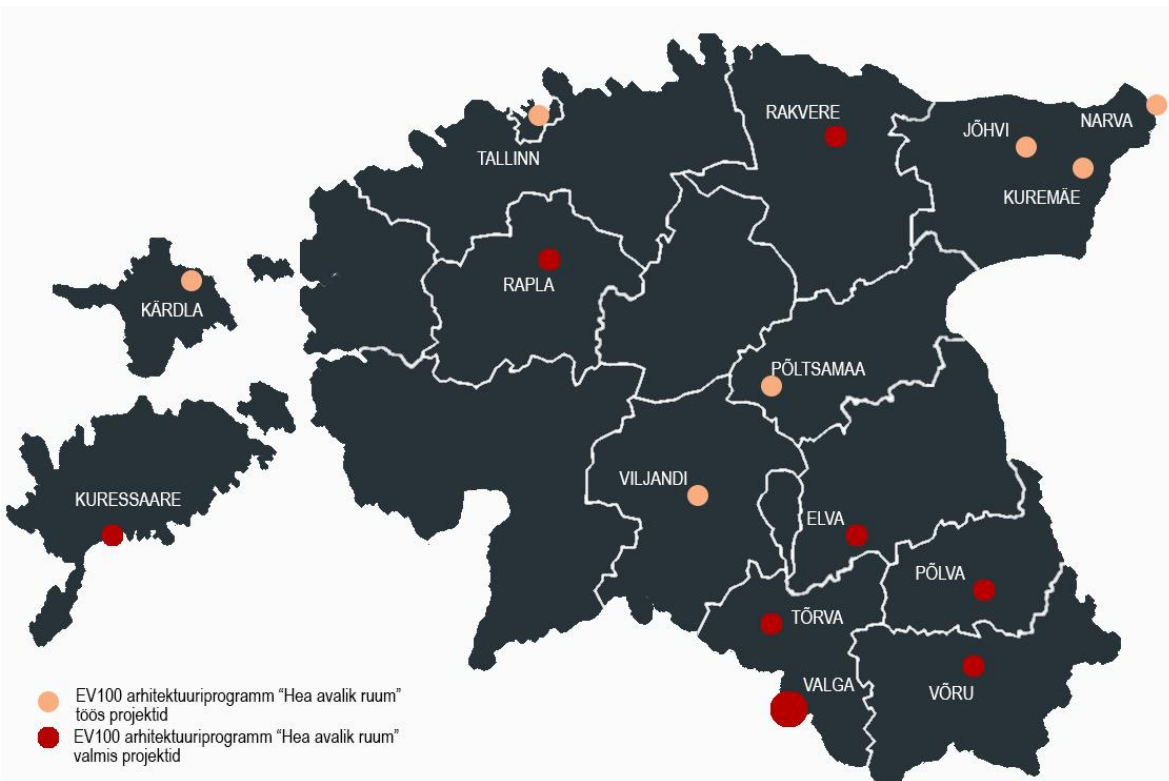 RAKVERE
NARVA
JÕHVI
TALLINN
KUREMÄE
RAPLA
KÄRDLA
PÕLTSAMAA
VILJANDI
KURESSAARE
ELVA
PÕLVA
TÕRVA
VALGA
VÕRU
EV100 arhitektuuriprogramm “Hea avalik ruum”
töös projektid
EV100 arhitektuuriprogramm “Hea avalik ruum”
valmis projektid